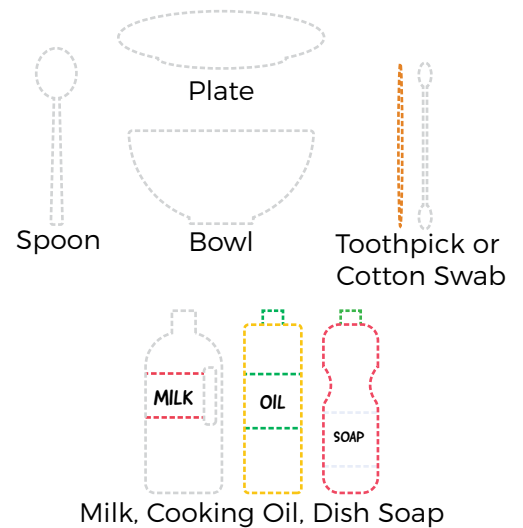 Plate
Spoon
Bowl
Toothpick or
Cotton Swab
MILK
OIL
SOAP
Milk, Cooking Oil, Dish Soap